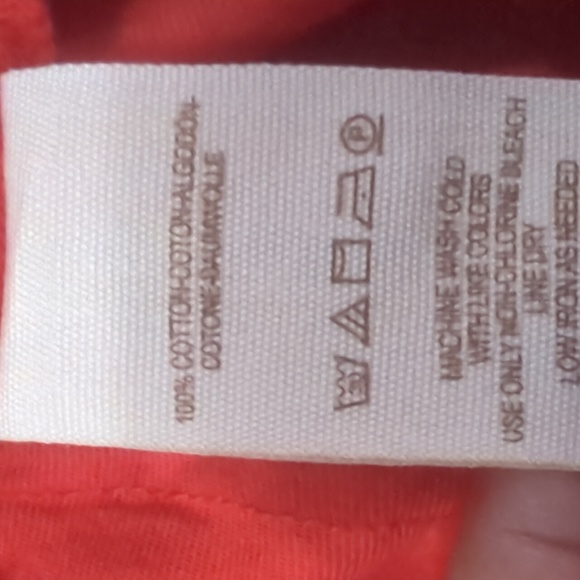 100% COTTON-COTON-ALGODON-
COTONE-BAUMWOLLE
P
MACHINE WASH COLD
WITH LIKE COLORS
USE ONLY NON-CHLORINE BLEACH
LINE DRY
LOW IRON AS NEEDED